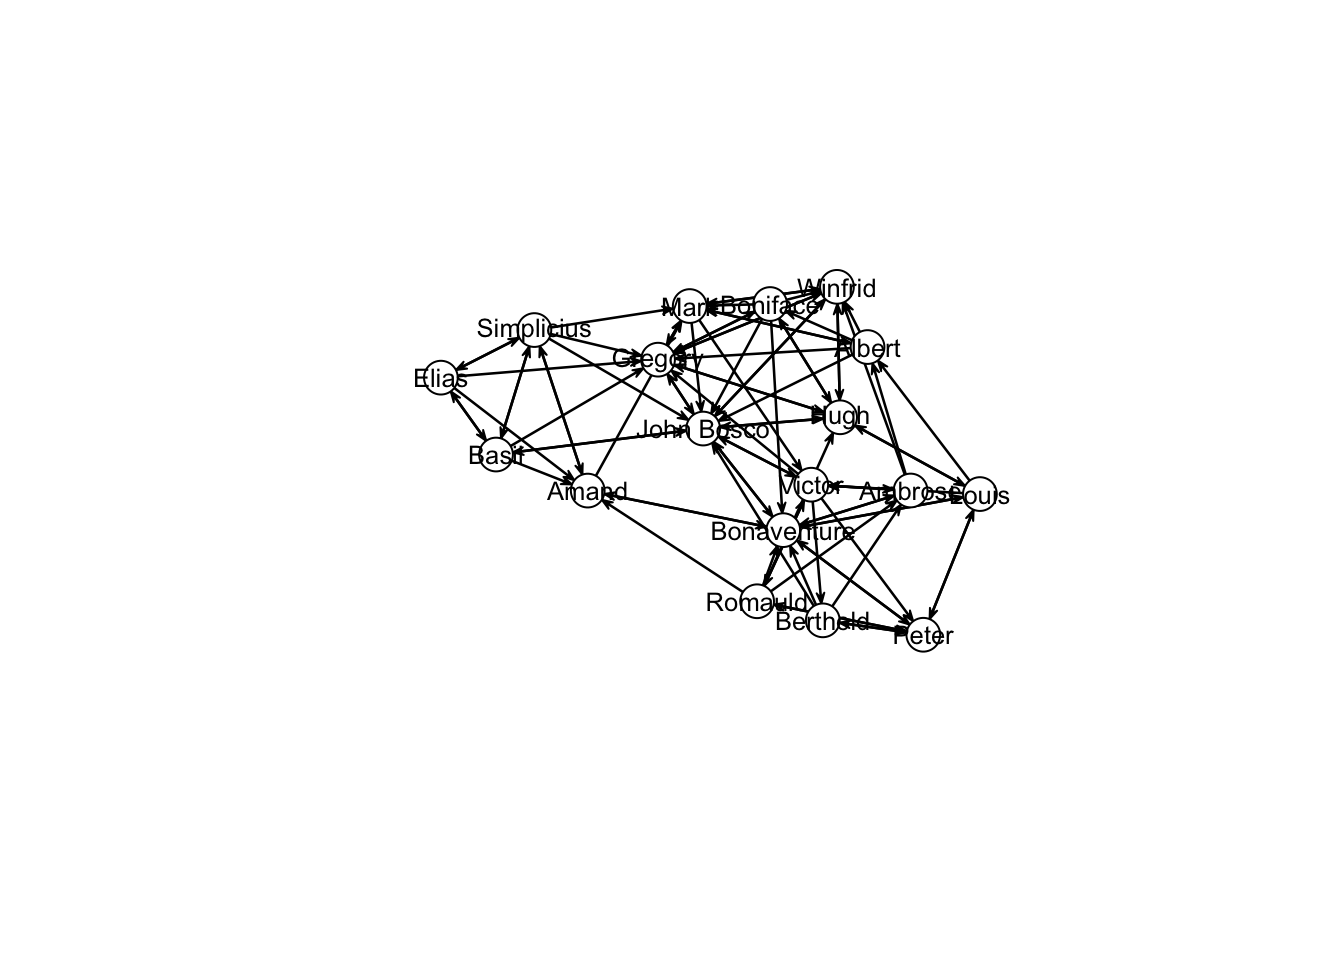 Winfrid
Mark
Boniface
Simplicius
Albert
Gregory
Elias
Hugh
John Bosco
Basil
Victor
Amand
Ambrose
Louis
Bonaventure
Romauld
Berthold
Peter